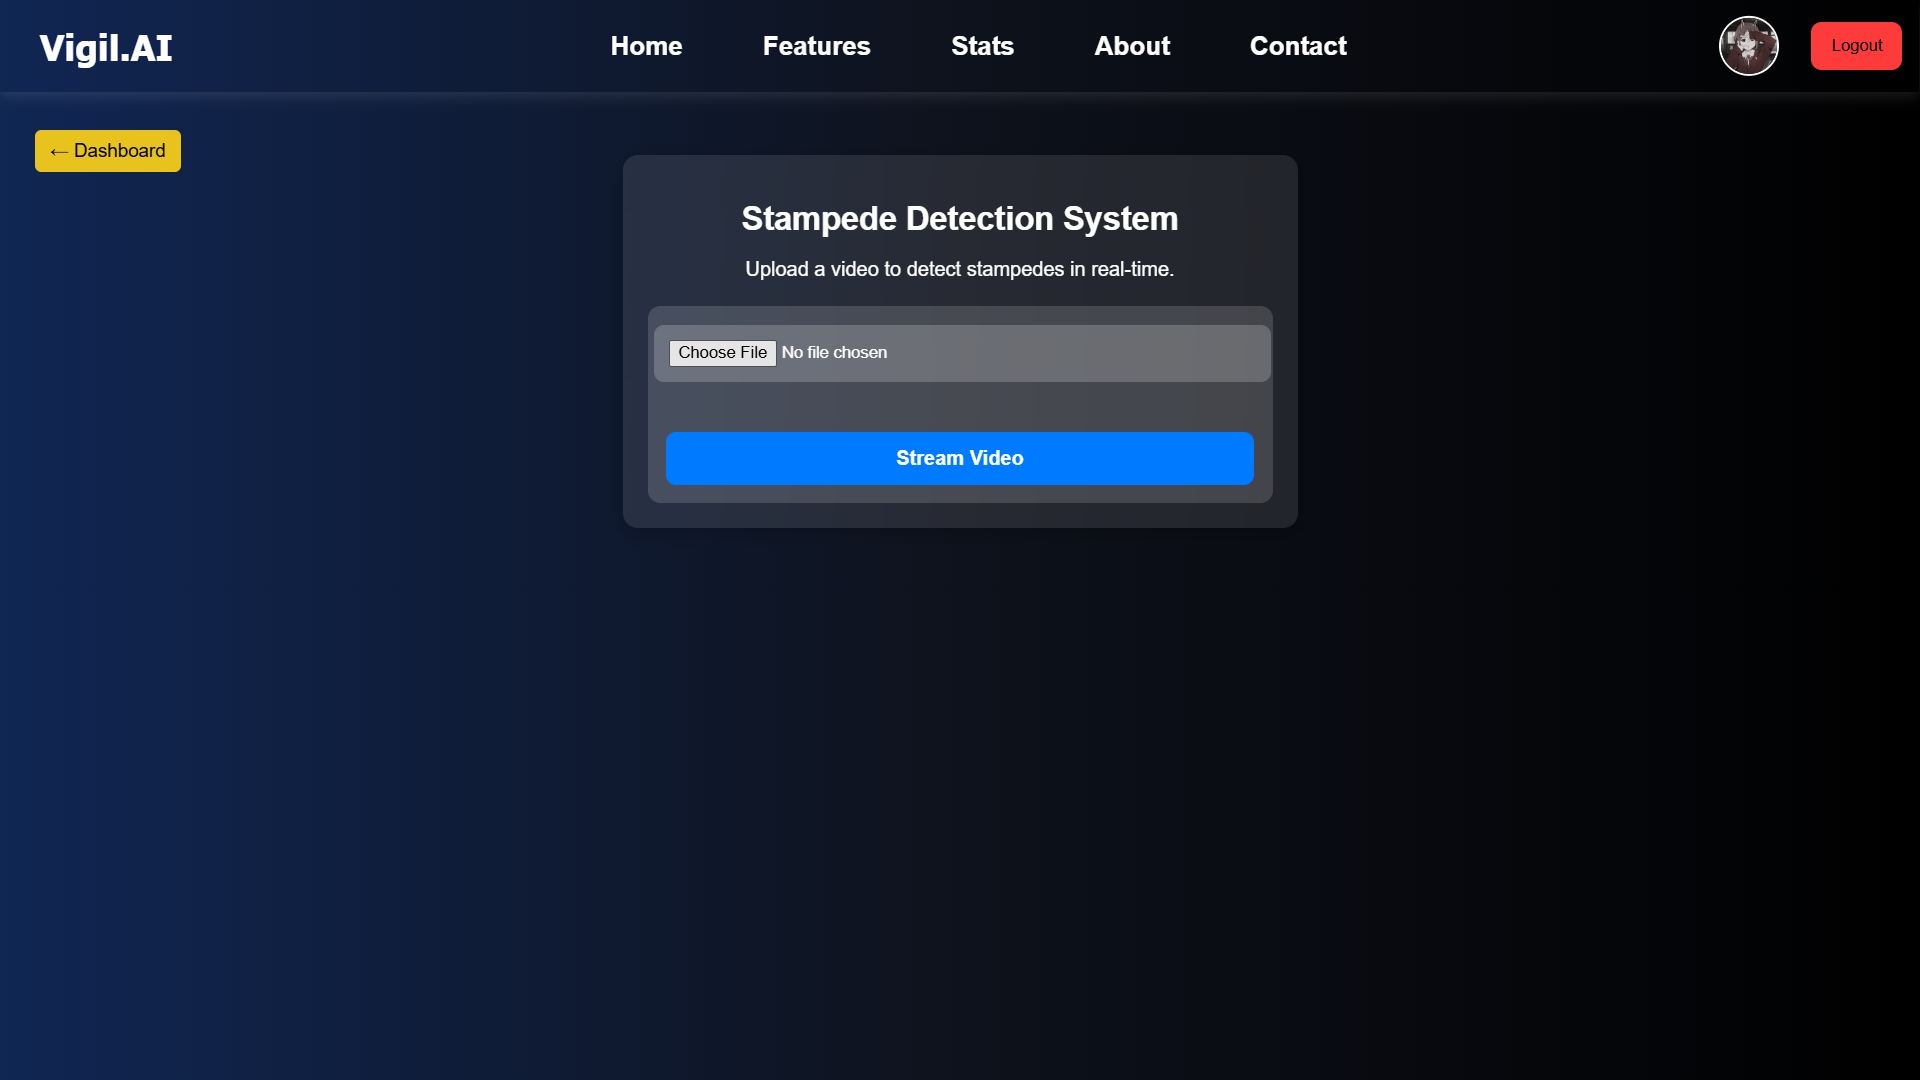 Vigil.AI
Home
Features
Stats
About
Contact
Logout
← Dashboard
Stampede Detection System
Upload a video to detect stampedes in real-time.
Choose File No file chosen
Stream Video